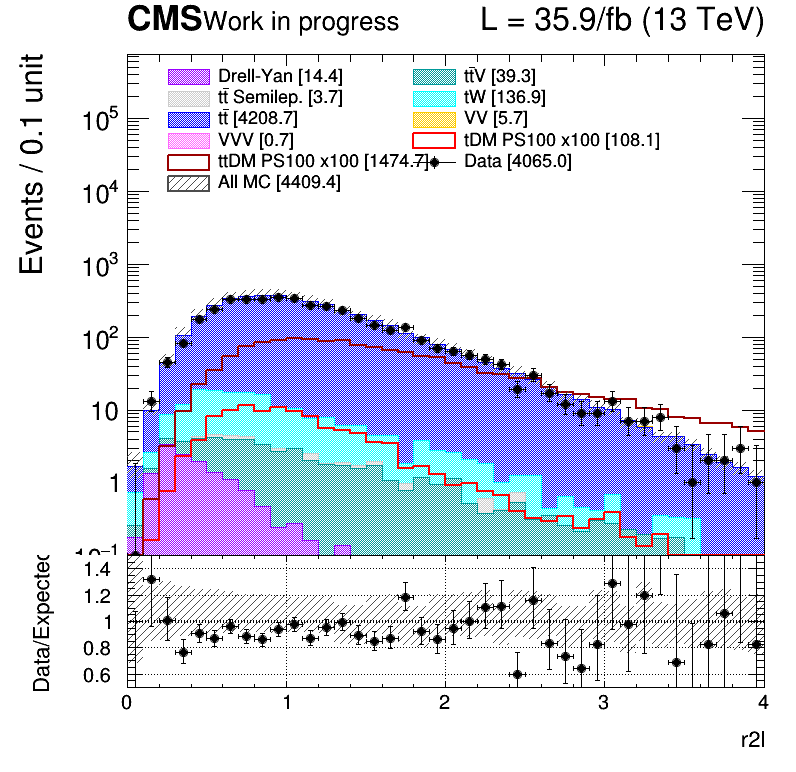 CMS Work in progress L = 35.9/fb (13 TeV)
Events / 0.1 unit
Drell-Yan [14.4] tt̄V [39.3]
tt̄ Semilep. [3.7] tW [136.9]
tt̄ [4208.7] VV [5.7]
VVV [0.7] tDM PS100 x100 [108.1]
ttDM PS100 x100 [1474.7] Data [4065.0]
All MC [4409.4]
10⁵
10⁴
10³
10²
10
1
10⁻¹
Data/Expected
1.4
1.2
1
0.8
0.6
0 1 2 3 4
r2l